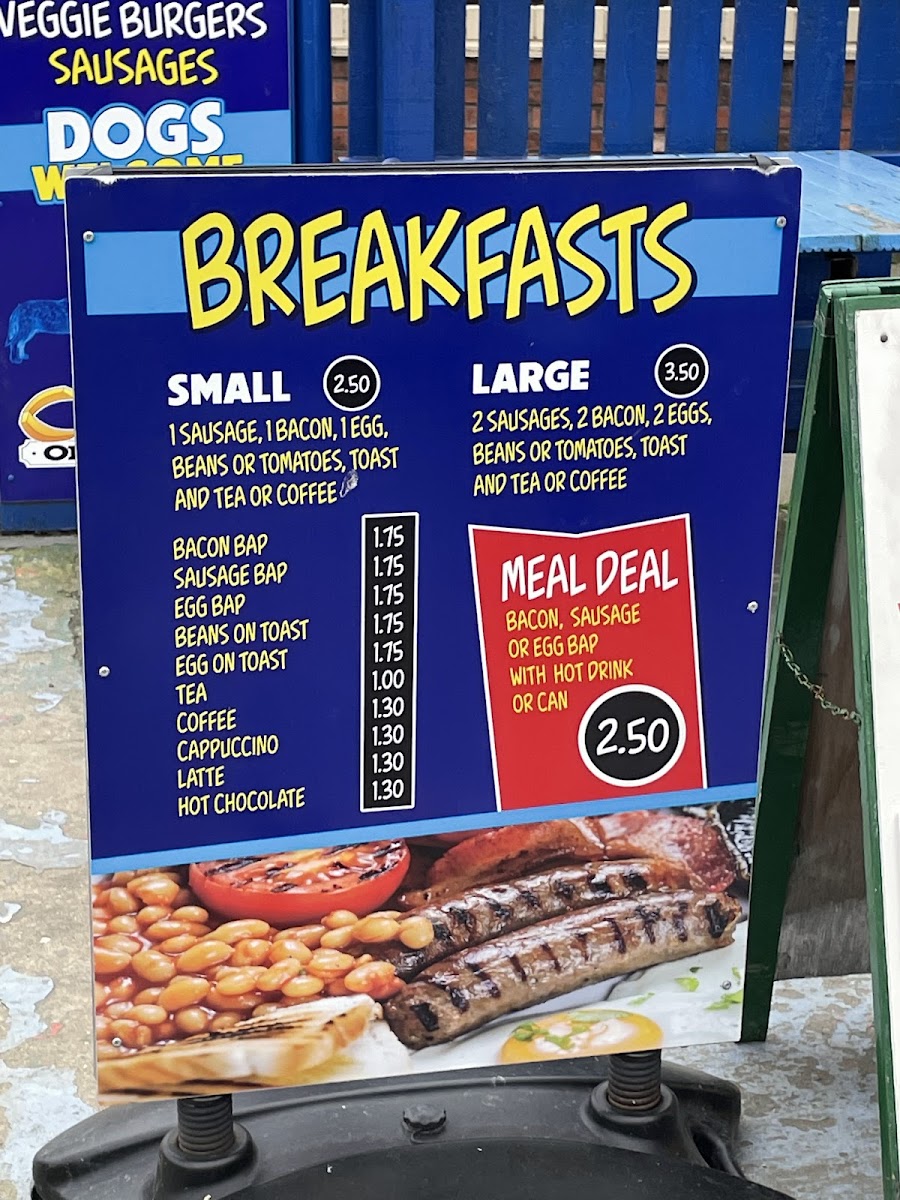 VEGGIE BURGERS
SAUSAGES
DOGS
WELCOME
BREAKFASTS
SMALL 2.50
1 SAUSAGE, 1 BACON, 1 EGG,
BEANS OR TOMATOES, TOAST
AND TEA OR COFFEE
LARGE 3.50
2 SAUSAGES, 2 BACON, 2 EGGS,
BEANS OR TOMATOES, TOAST
AND TEA OR COFFEE
BACON BAP 1.75
SAUSAGE BAP 1.75
EGG BAP 1.75
BEANS ON TOAST 1.75
EGG ON TOAST 1.75
TEA 1.00
COFFEE 1.30
CAPPUCCINO 1.30
LATTE 1.30
HOT CHOCOLATE 1.30
MEAL DEAL
BACON, SAUSAGE
OR EGG BAP
WITH HOT DRINK
OR CAN
2.50